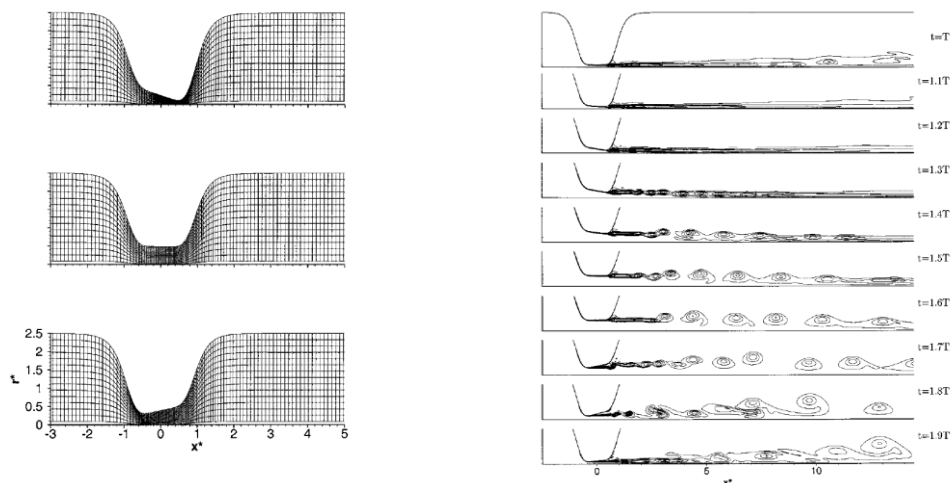 t=T
t=1.1T
t=1.2T
t=1.3T
t=1.4T
t=1.5T
t=1.6T
t=1.7T
t=1.8T
t=1.9T
2.5
2
1.5
r*
1
0.5
0
-3 -2 -1 0 1 2 3 4 5
x*
0 5 10
x*